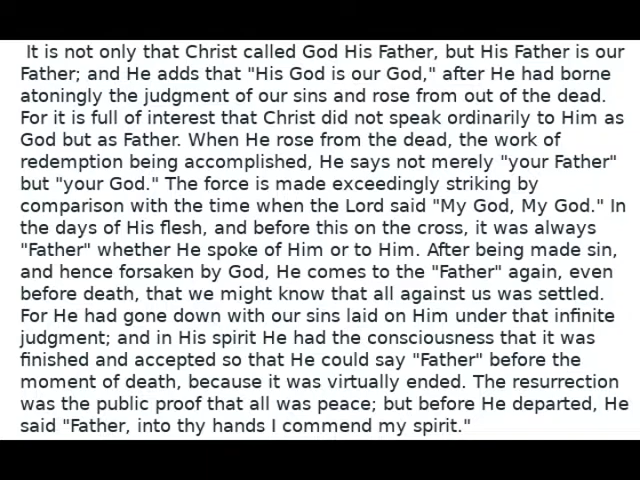 It is not only that Christ called God His Father, but His Father is our
Father; and He adds that "His God is our God," after He had borne
atoningly the judgment of our sins and rose from out of the dead.
For it is full of interest that Christ did not speak ordinarily to Him as
God but as Father. When He rose from the dead, the work of
redemption being accomplished, He says not merely "your Father"
but "your God." The force is made exceedingly striking by
comparison with the time when the Lord said "My God, My God." In
the days of His flesh, and before this on the cross, it was always
"Father" whether He spoke of Him or to Him. After being made sin,
and hence forsaken by God, He comes to the "Father" again, even
before death, that we might know that all against us was settled.
For He had gone down with our sins laid on Him under that infinite
judgment; and in His spirit He had the consciousness that it was
finished and accepted so that He could say "Father" before the
moment of death, because it was virtually ended. The resurrection
was the public proof that all was peace; but before He departed, He
said "Father, into thy hands I commend my spirit."